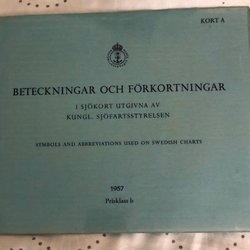 KORT A
BETECKNINGAR OCH FÖRKORTNINGAR
I SJÖKORT UTGIVNA AV
KUNGL. SJÖFARTSSTYRELSEN
SYMBOLS AND ABBREVIATIONS USED ON SWEDISH CHARTS
1957
Prisklass b